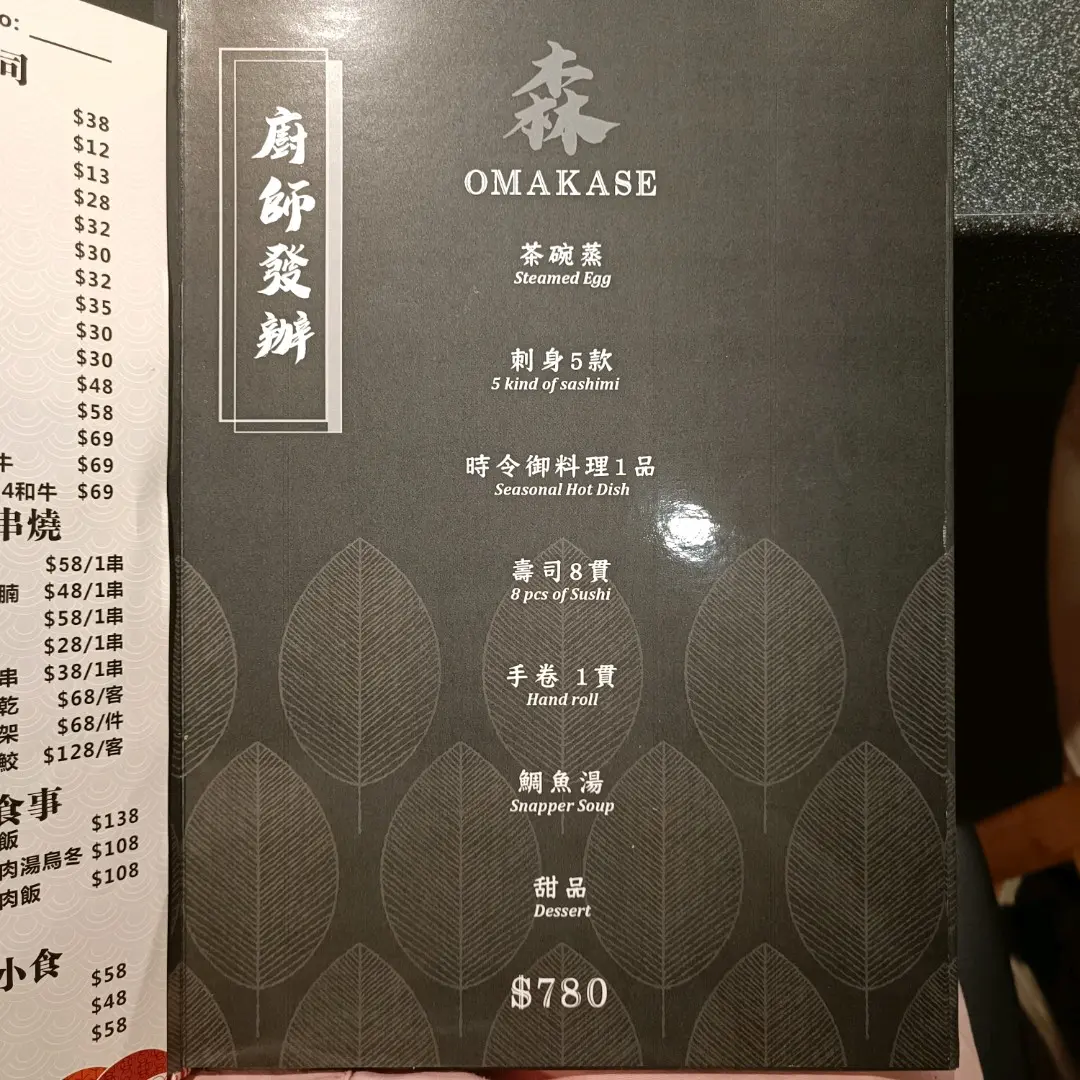 o:
司
$38
$12
$13
$28
$32
$30
$32
$35
$30
$30
$48
$58
$69
牛 $69
4和牛 $69
串燒
$58/1串
腩 $48/1串
$58/1串
$28/1串
串 $38/1串
乾 $68/客
架 $68/件
鮫 $128/客
食事
飯 $138
肉湯烏冬 $108
肉飯 $108
小食
$58
$48
$58
廚師發辦
森
OMAKASE
茶碗蒸
Steamed Egg
刺身5款
5 kind of sashimi
時令御料理1品
Seasonal Hot Dish
壽司8貫
8 pcs of Sushi
手卷 1貫
Hand roll
鯛魚湯
Snapper Soup
甜品
Dessert
$780